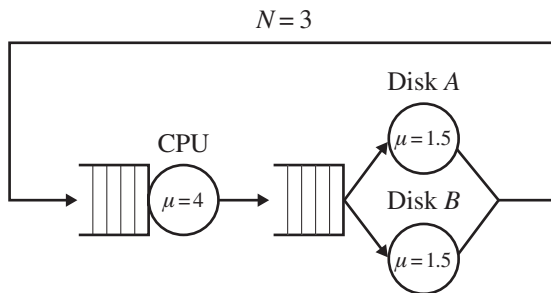 N = 3
Disk A
μ = 1.5
CPU
μ = 4
Disk B
μ = 1.5